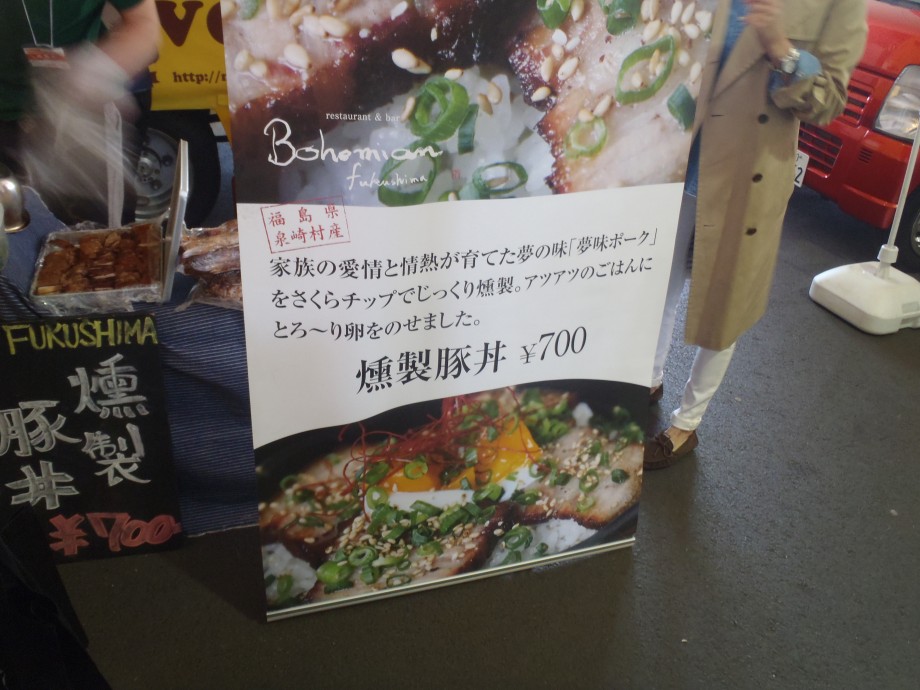 restaurant & bar
Bohemian
fukushima
福島県
泉崎村産
家族の愛情と情熱が育てた夢の味「夢味ポーク」
をさくらチップでじっくり燻製。アツアツのごはんに
とろ～り卵をのせました。
燻製豚丼 ¥700
FUKUSHIMA
燻製
豚丼
¥700
http://